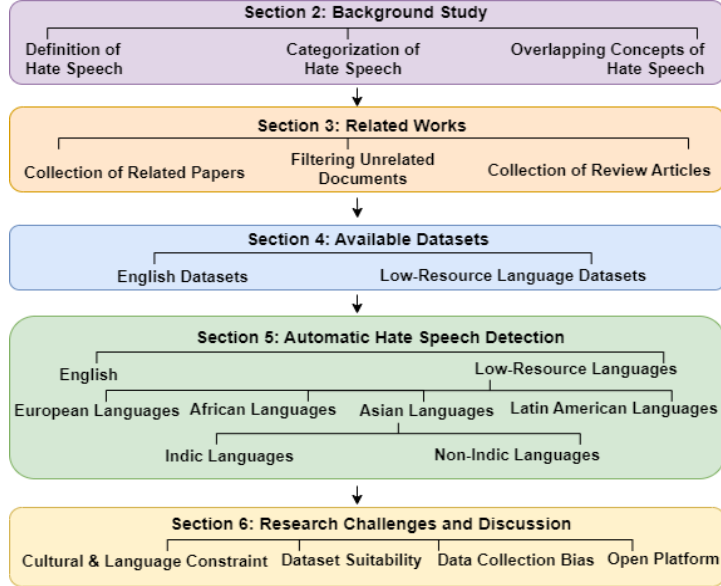 Section 2: Background Study
Definition of Hate Speech
Categorization of Hate Speech
Overlapping Concepts of Hate Speech
Section 3: Related Works
Collection of Related Papers
Filtering Unrelated Documents
Collection of Review Articles
Section 4: Available Datasets
English Datasets
Low-Resource Language Datasets
Section 5: Automatic Hate Speech Detection
English
Low-Resource Languages
European Languages
African Languages
Asian Languages
Latin American Languages
Indic Languages
Non-Indic Languages
Section 6: Research Challenges and Discussion
Cultural & Language Constraint
Dataset Suitability
Data Collection Bias
Open Platform